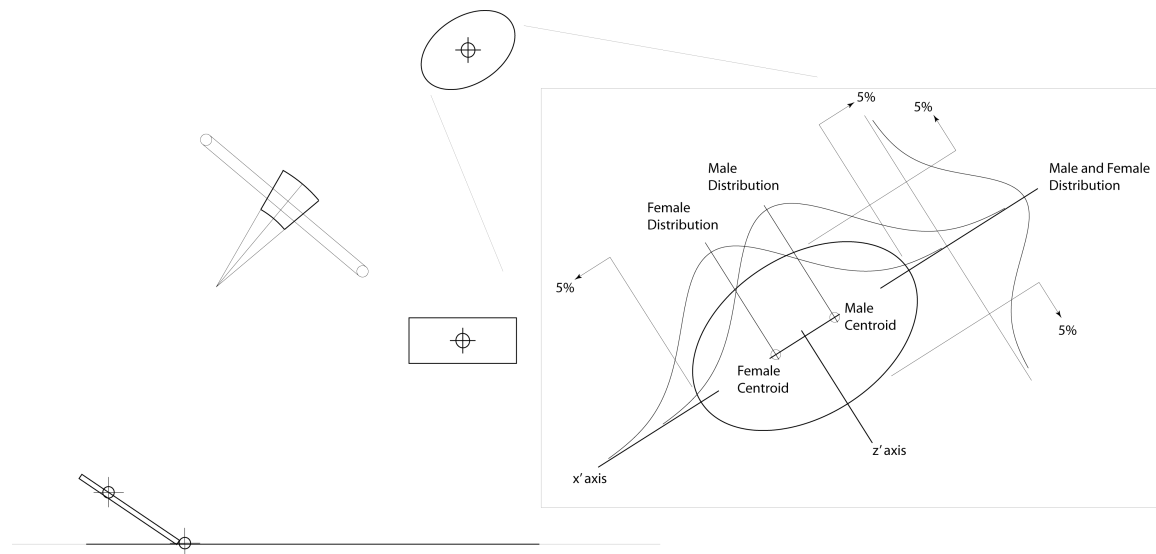 5%
5%
Male
Distribution
Male and Female
Distribution
Female
Distribution
5%
Male
Centroid
5%
Female
Centroid
z' axis
x' axis